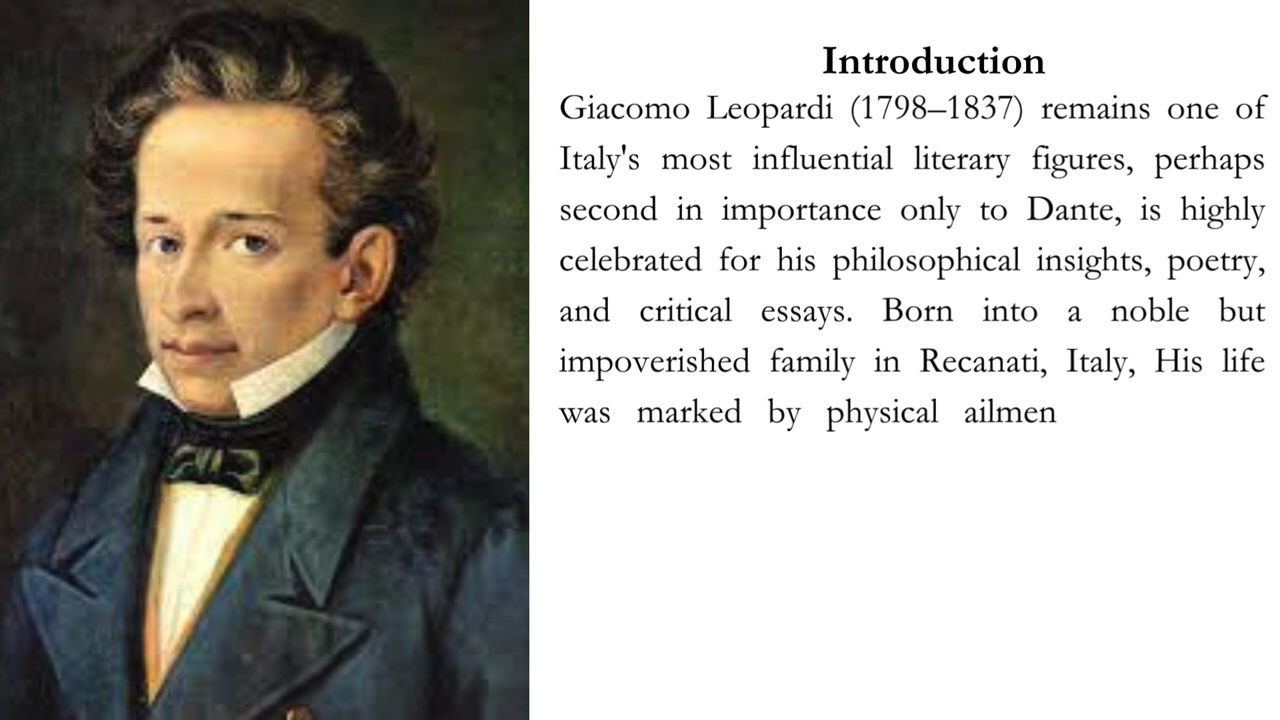 Introduction
Giacomo Leopardi (1798–1837) remains one of
Italy's most influential literary figures, perhaps
second in importance only to Dante, is highly
celebrated for his philosophical insights, poetry,
and critical essays. Born into a noble but
impoverished family in Recanati, Italy, His life
was marked by physical ailmen